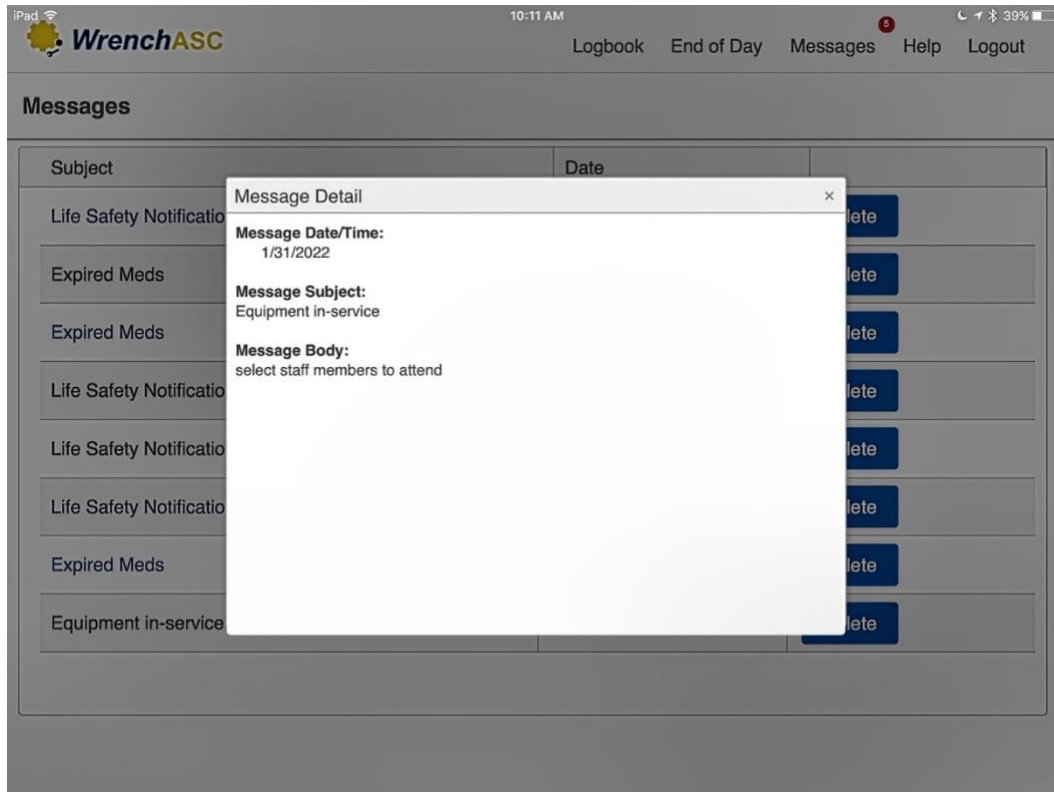 iPad 10:11 AM 39%
WrenchASC
Logbook End of Day Messages 5 Help Logout
Messages
Subject Date
Message Detail ×
Life Safety Notificatio lete
Message Date/Time:
1/31/2022
Expired Meds lete
Message Subject:
Equipment in-service
Expired Meds lete
Message Body:
select staff members to attend
Life Safety Notificatio lete
Life Safety Notificatio lete
Life Safety Notificatio lete
Expired Meds lete
Equipment in-service lete